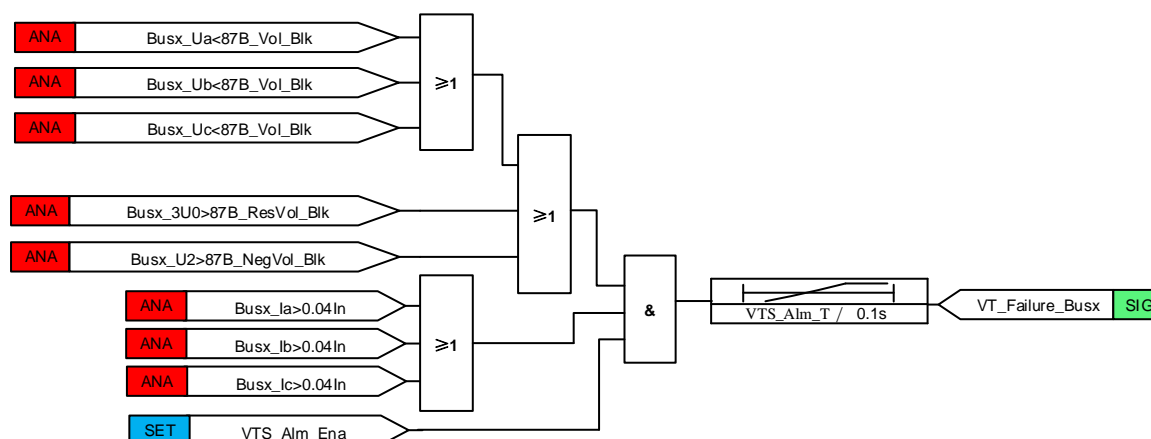 ANA Busx_Ua<87B_Vol_Blk
ANA Busx_Ub<87B_Vol_Blk
ANA Busx_Uc<87B_Vol_Blk
≥1
ANA Busx_3U0>87B_ResVol_Blk
ANA Busx_U2>87B_NegVol_Blk
≥1
ANA Busx_Ia>0.04In
ANA Busx_Ib>0.04In
ANA Busx_Ic>0.04In
≥1
SET VTS_Alm_Ena
&
VTS_Alm_T / 0.1s
VT_Failure_Busx SIG